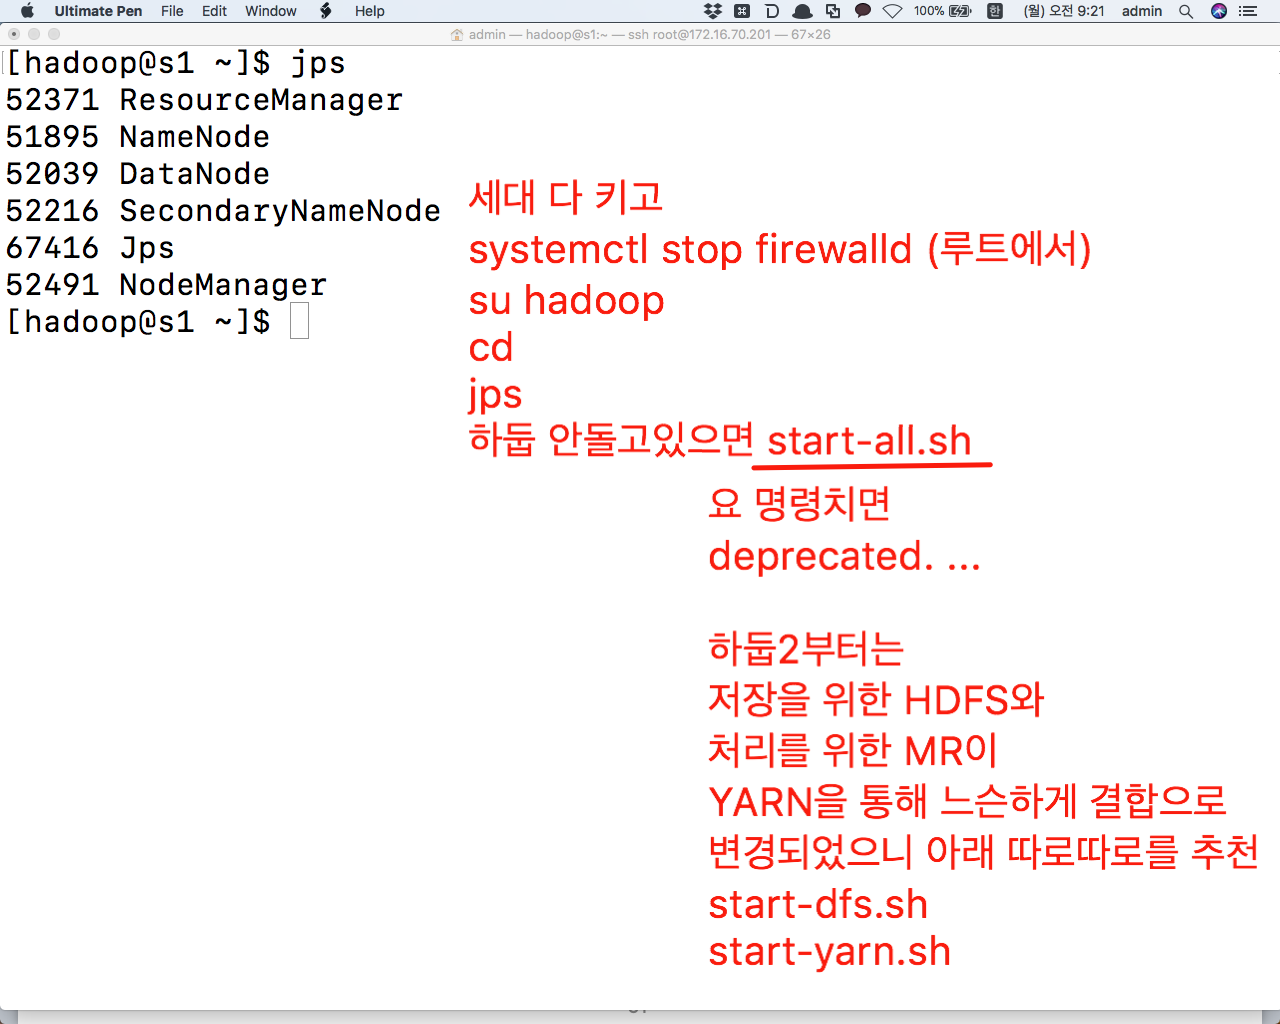 Ultimate Pen File Edit Window Help 100% 한 (월) 오전 9:21 admin
admin — hadoop@s1:~ — ssh root@172.16.70.201 — 67×26
[hadoop@s1 ~]$ jps
52371 ResourceManager
51895 NameNode
52039 DataNode
52216 SecondaryNameNode
67416 Jps
52491 NodeManager
[hadoop@s1 ~]$
세대 다 키고
systemctl stop firewalld (루트에서)
su hadoop
cd
jps
하둡 안돌고있으면 start-all.sh
요 명령치면
deprecated. ...
하둡2부터는
저장을 위한 HDFS와
처리를 위한 MR이
YARN을 통해 느슨하게 결합으로
변경되었으니 아래 따로따로를 추천
start-dfs.sh
start-yarn.sh